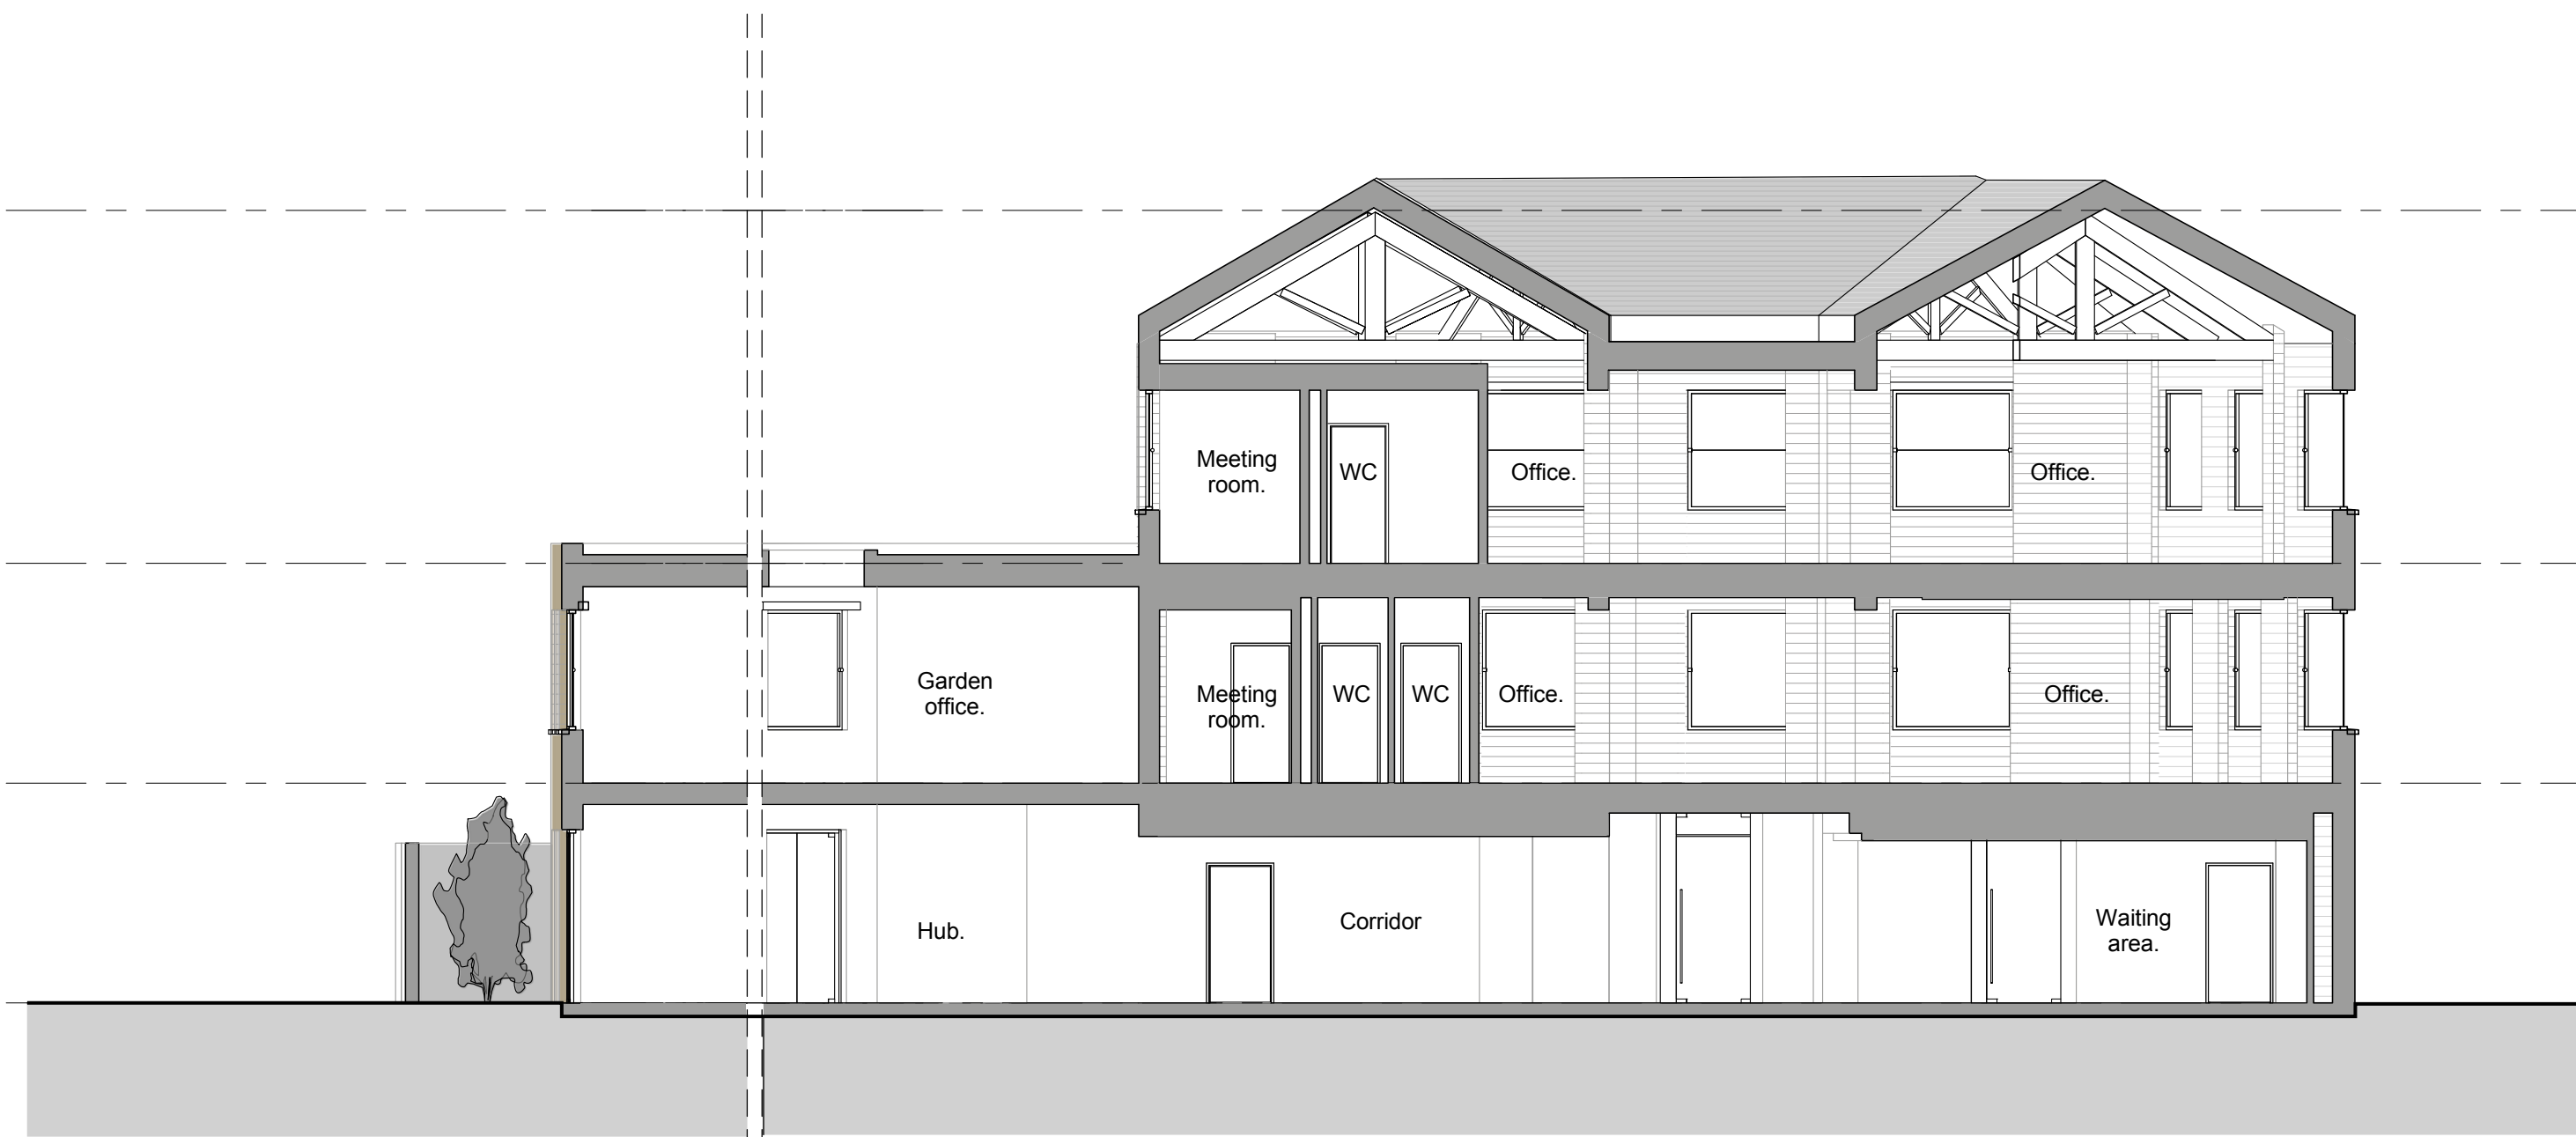 Meeting
room.
WC
Office.
Office.
Garden
office.
Meeting
room.
WC
WC
Office.
Office.
Hub.
Corridor
Waiting
area.